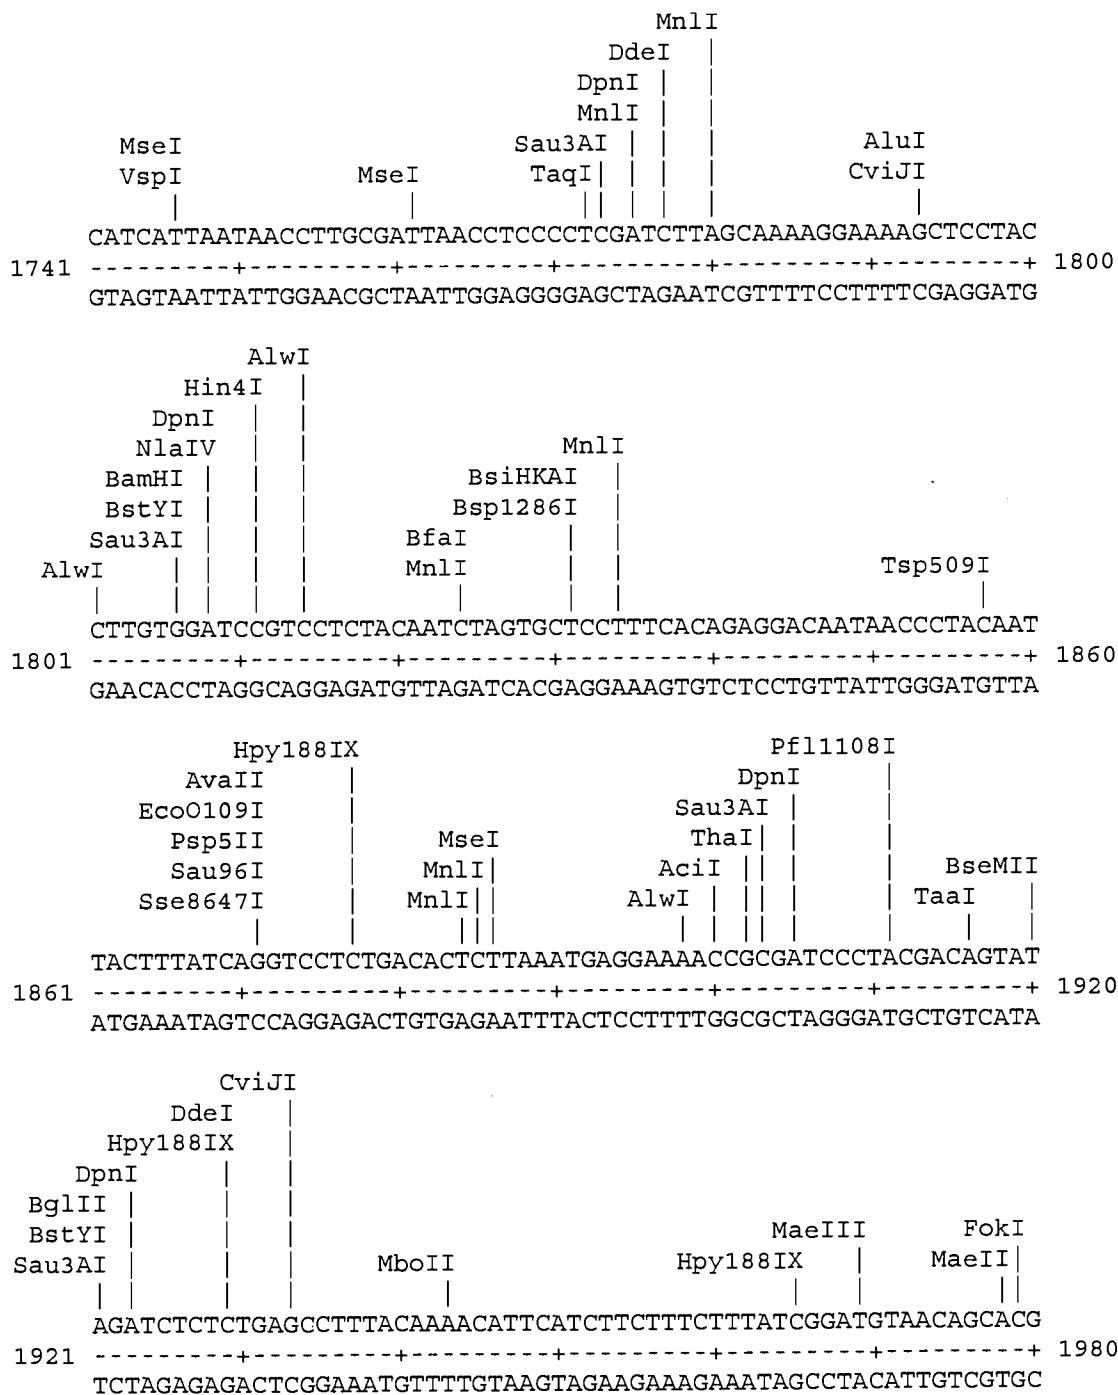 MnlI
DdeI
DpnI
MnlI
MseI Sau3AI AluI
VspI MseI TaqI CviJI
CATCATTAATAACCTTGCGATTAACCTCCCCTCGATCTTAGCAAAAGGAAAAGCTCCTAC
1741 ---------+---------+---------+---------+---------+---------+ 1800
GTAGTAATTATTGGAACGCTAATTGGAGGGGAGCTAGAATCGTTTTCCTTTTCGAGGATG
AlwI
Hin4I
DpnI
NlaIV MnlI
BamHI BsiHKAI
BstYI Bsp1286I
Sau3AI BfaI
AlwI MnlI Tsp509I
CTTGTGGATCCGTCCTCTACAATCTAGTGCTCCTTTCACAGAGGACAATAACCCTACAAT
1801 ---------+---------+---------+---------+---------+---------+ 1860
GAACACCTAGGCAGGAGATGTTAGATCACGAGGAAAGTGTCTCCTGTTATTGGGATGTTA
Hpy188IX Pfl1108I
AvaII DpnI
EcoO109I Sau3AI
Psp5II MseI ThaI
Sau96I MnlI AciI BseMII
Sse8647I MnlI AlwI TaaI
TACTTTATCAGGTCCTCTGACACTCTTAAATGAGGAAAACCGCGATCCCTACGACAGTAT
1861 ---------+---------+---------+---------+---------+---------+ 1920
ATGAAATAGTCCAGGAGACTGTGAGAATTTACTCCTTTTGGCGCTAGGGATGCTGTCATA
CviJI
DdeI
Hpy188IX
DpnI
BglII
BstYI MaeIII FokI
Sau3AI MboII Hpy188IX MaeII
AGATCTCTCTGAGCCTTTACAAAACATTCATCTTCTTTCTTTATCGGATGTAACAGCACG
1921 ---------+---------+---------+---------+---------+---------+ 1980
TCTAGAGAGACTCGGAAATGTTTTGTAAGTAGAAGAAAGAAATAGCCTACATTGTCGTGC